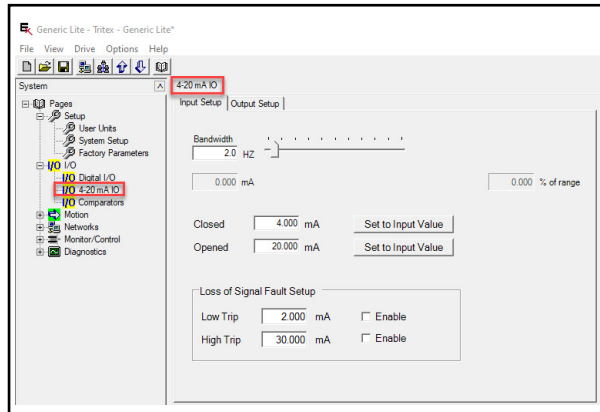 Generic Lite - Tritex - Generic Lite*
File View Drive Options Help
System
Pages
Setup
User Units
System Setup
Factory Parameters
I/O I/O
I/O Digital I/O
I/O 4-20 mA IO
I/O Comparators
Motion
Networks
Monitor/Control
Diagnostics
4-20 mA IO
Input Setup Output Setup
Bandwidth
2.0 HZ
0.000 mA 0.000 % of range
Closed 4.000 mA Set to Input Value
Opened 20.000 mA Set to Input Value
Loss of Signal Fault Setup
Low Trip 2.000 mA Enable
High Trip 30.000 mA Enable